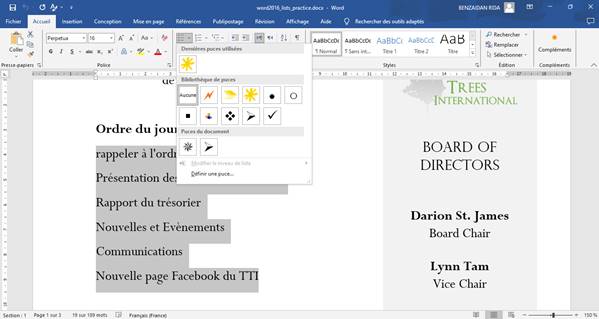 word2016_lists_practice.docx - Word
BENZAIDAN RIDA
Fichier Accueil Insertion Conception Mise en page Références Publipostage Révision Affichage Aide Rechercher des outils adaptés
Coller
Perpetua 16
AaBbCcDc AaBbCcDc AaBbCc AaBbCc AaB
¶ Normal ¶ Sans int... Titre 1 Titre 2 Titre
Rechercher
Remplacer
Sélectionner
Compléments
Presse-papiers Police Styles Édition Compléments
Dernières puces utilisées
Bibliothèque de puces
Aucune
Puces du document
Modifier le niveau de liste
Définir une puce...
de
Ordre du jour
rappeler à l'ordre
Présentation des
Rapport du trésorier
Nouvelles et Evènements
Communications
Nouvelle page Facebook du TTI
TREES
INTERNATIONAL
BOARD OF
DIRECTORS
Darion St. James
Board Chair
Lynn Tam
Vice Chair
Section : 1 Page 1 sur 3 19 sur 109 mots Français (France) 150 %